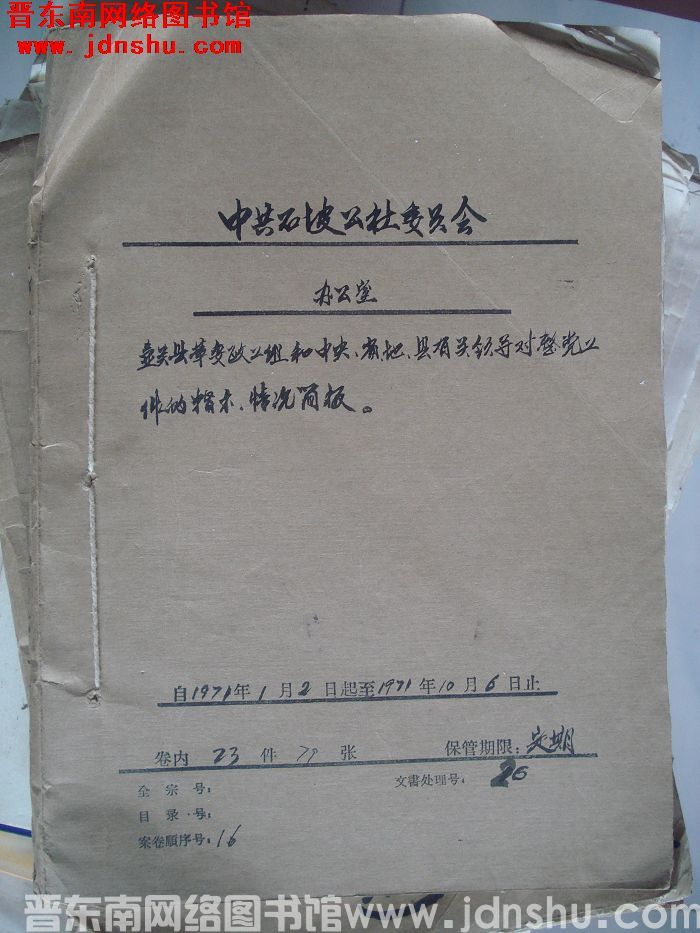 晋东南网络图书馆
www.jdnshu.com
中共石坡公社委员会
办公室
壶关县革委政工组和中央、省地、县有关领导对整党工
作的指示、情况简报。
自1971年1月2日起至1971年10月6日止
卷内 23 件 79 张 保管期限：定期
全宗号： 文書处理号：26
目录号：
案卷順序号：16
晋东南网络图书馆www.jdnshu.com